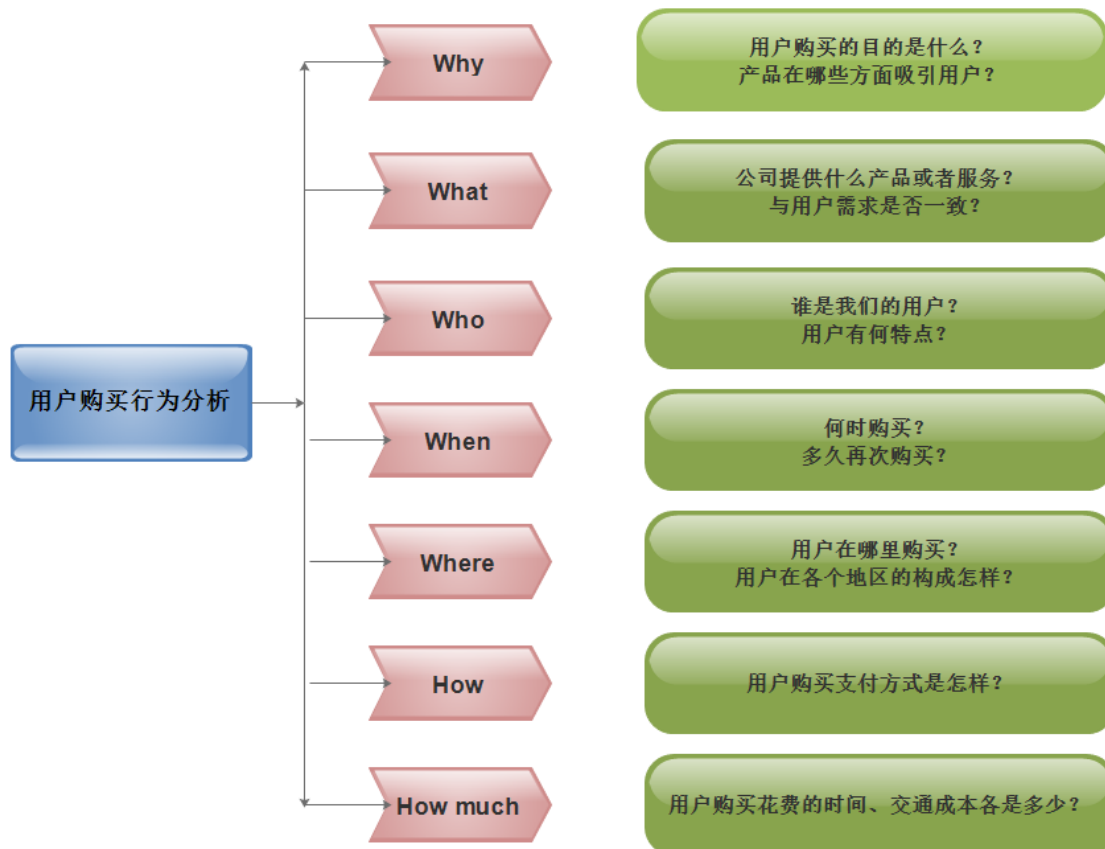 Why
用户购买的目的是什么？
产品在哪些方面吸引用户？
What
公司提供什么产品或者服务？
与用户需求是否一致？
Who
谁是我们的用户？
用户有何特点？
用户购买行为分析
When
何时购买？
多久再次购买？
Where
用户在哪里购买？
用户在各个地区的构成怎样？
How
用户购买支付方式是怎样？
How much
用户购买花费的时间、交通成本各是多少？